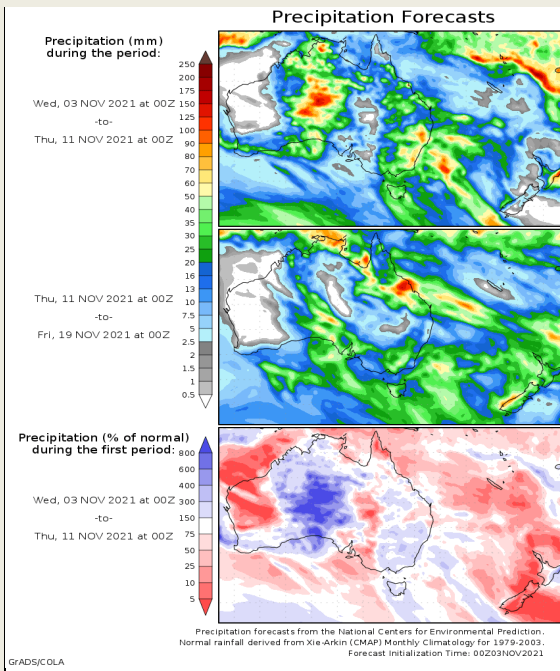 Precipitation Forecasts
Precipitation (mm)
during the period:
Wed, 03 NOV 2021 at 00Z
-to-
Thu, 11 NOV 2021 at 00Z
250
200
175
150
125
100
90
80
70
60
50
40
35
30
25
20
16
13
10
7.5
5
2.5
2
1.5
1
0.5
Thu, 11 NOV 2021 at 00Z
-to-
Fri, 19 NOV 2021 at 00Z
Precipitation (% of normal)
during the first period:
Wed, 03 NOV 2021 at 00Z
-to-
Thu, 11 NOV 2021 at 00Z
800
600
400
300
150
75
50
25
10
5
Precipitation forecasts from the National Centers for Environmental Prediction.
Normal rainfall derived from Xie-Arkin (CMAP) Monthly Climatology for 1979-2003.
Forecast Initialization Time: 00Z03NOV2021
GrADS/COLA